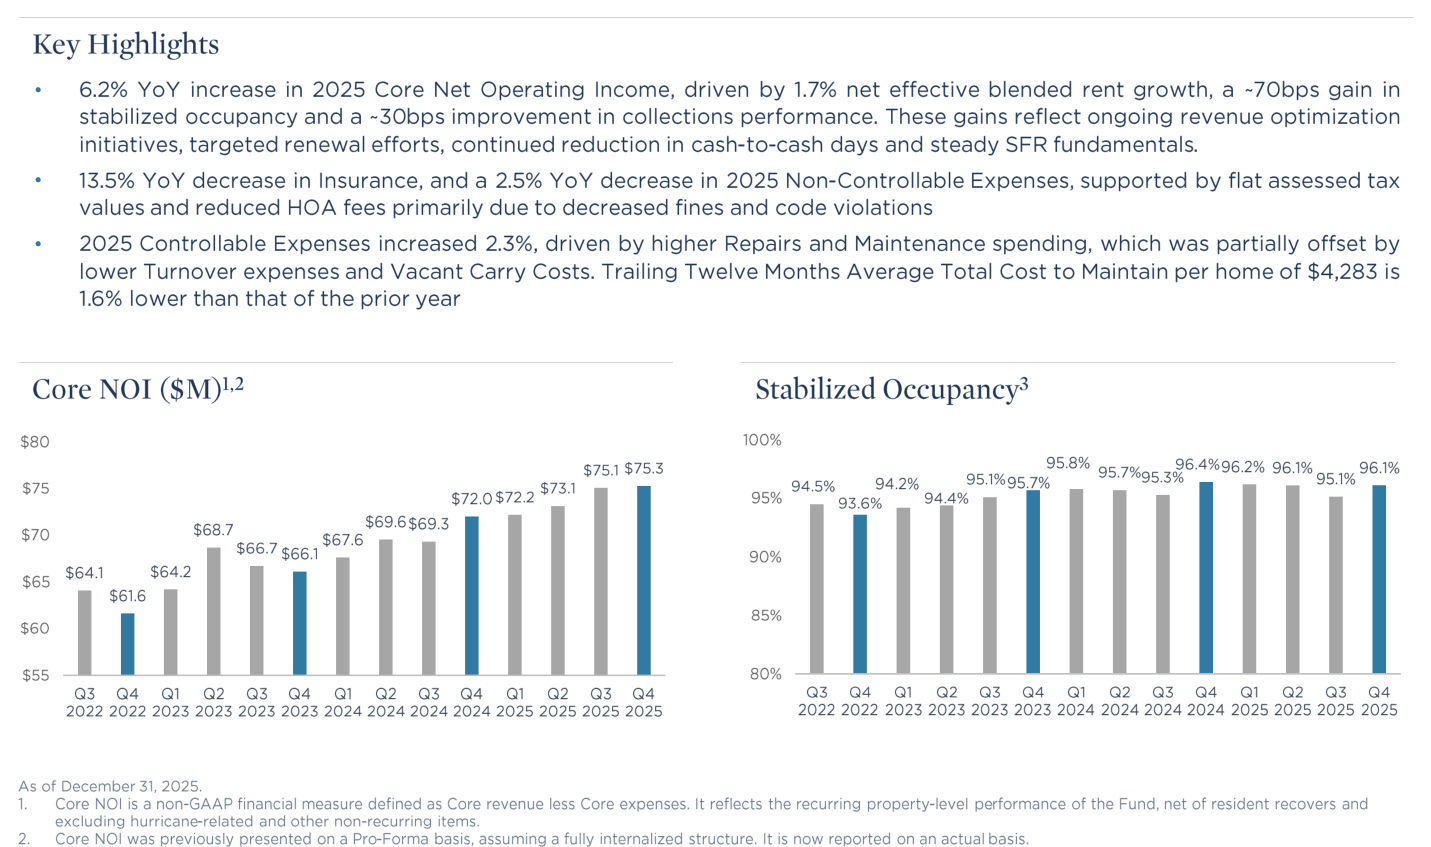 Key Highlights
• 6.2% YoY increase in 2025 Core Net Operating Income, driven by 1.7% net effective blended rent growth, a ~70bps gain in
stabilized occupancy and a ~30bps improvement in collections performance. These gains reflect ongoing revenue optimization
initiatives, targeted renewal efforts, continued reduction in cash-to-cash days and steady SFR fundamentals.
• 13.5% YoY decrease in Insurance, and a 2.5% YoY decrease in 2025 Non-Controllable Expenses, supported by flat assessed tax
values and reduced HOA fees primarily due to decreased fines and code violations
• 2025 Controllable Expenses increased 2.3%, driven by higher Repairs and Maintenance spending, which was partially offset by
lower Turnover expenses and Vacant Carry Costs. Trailing Twelve Months Average Total Cost to Maintain per home of $4,283 is
1.6% lower than that of the prior year
Core NOI ($M)1,2
$80
$75
$70
$65
$60
$55
$64.1 $61.6 $64.2 $68.7 $66.7 $66.1 $67.6 $69.6 $69.3 $72.0 $72.2 $73.1 $75.1 $75.3
Q3 Q4 Q1 Q2 Q3 Q4 Q1 Q2 Q3 Q4 Q1 Q2 Q3 Q4
2022 2022 2023 2023 2023 2023 2024 2024 2024 2024 2025 2025 2025 2025
Stabilized Occupancy3
100%
95%
90%
85%
80%
94.5% 93.6% 94.2% 94.4% 95.1% 95.7% 95.8% 95.7% 95.3% 96.4% 96.2% 96.1% 95.1% 96.1%
Q3 Q4 Q1 Q2 Q3 Q4 Q1 Q2 Q3 Q4 Q1 Q2 Q3 Q4
2022 2022 2023 2023 2023 2023 2024 2024 2024 2024 2025 2025 2025 2025
As of December 31, 2025.
1. Core NOI is a non-GAAP financial measure defined as Core revenue less Core expenses. It reflects the recurring property-level performance of the Fund, net of resident recovers and
excluding hurricane-related and other non-recurring items.
2. Core NOI was previously presented on a Pro-Forma basis, assuming a fully internalized structure. It is now reported on an actual basis.